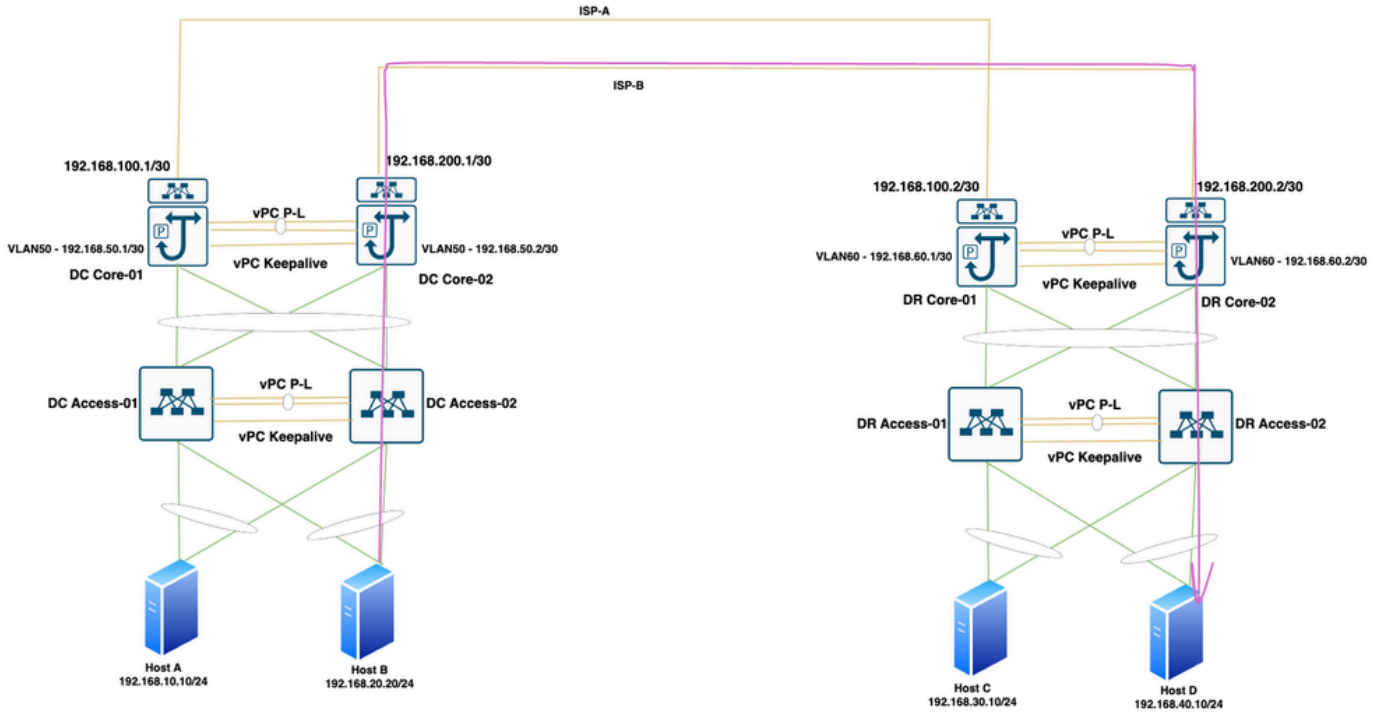 ISP-A
ISP-B
192.168.100.1/30
192.168.200.1/30
192.168.100.2/30
192.168.200.2/30
vPC P-L
P
P
VLAN50 - 192.168.50.1/30
VLAN50 - 192.168.50.2/30
vPC Keepalive
DC Core-01
DC Core-02
vPC P-L
P
P
VLAN60 - 192.168.60.1/30
VLAN60 - 192.168.60.2/30
vPC Keepalive
DR Core-01
DR Core-02
vPC P-L
DC Access-01
DC Access-02
vPC Keepalive
vPC P-L
DR Access-01
DR Access-02
vPC Keepalive
Host A
192.168.10.10/24
Host B
192.168.20.20/24
Host C
192.168.30.10/24
Host D
192.168.40.10/24